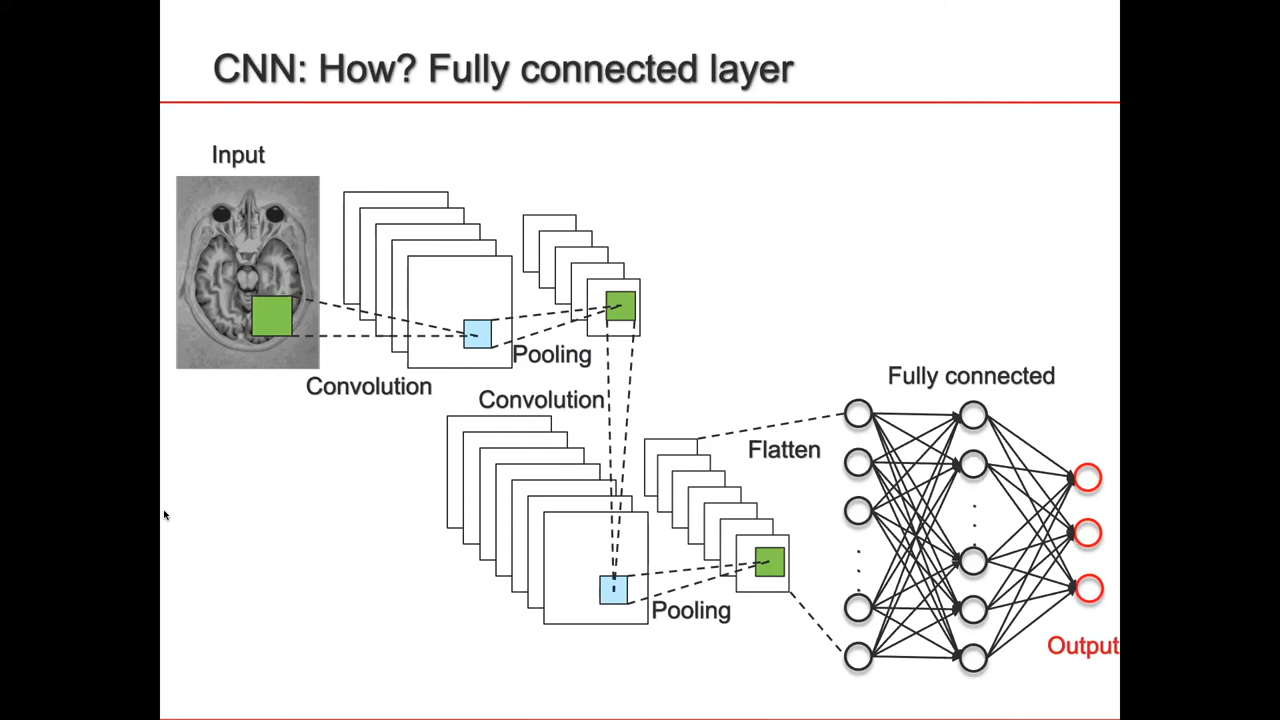 CNN: How? Fully connected layer
Input
Convolution
Pooling
Convolution
Pooling
Flatten
Fully connected
Output